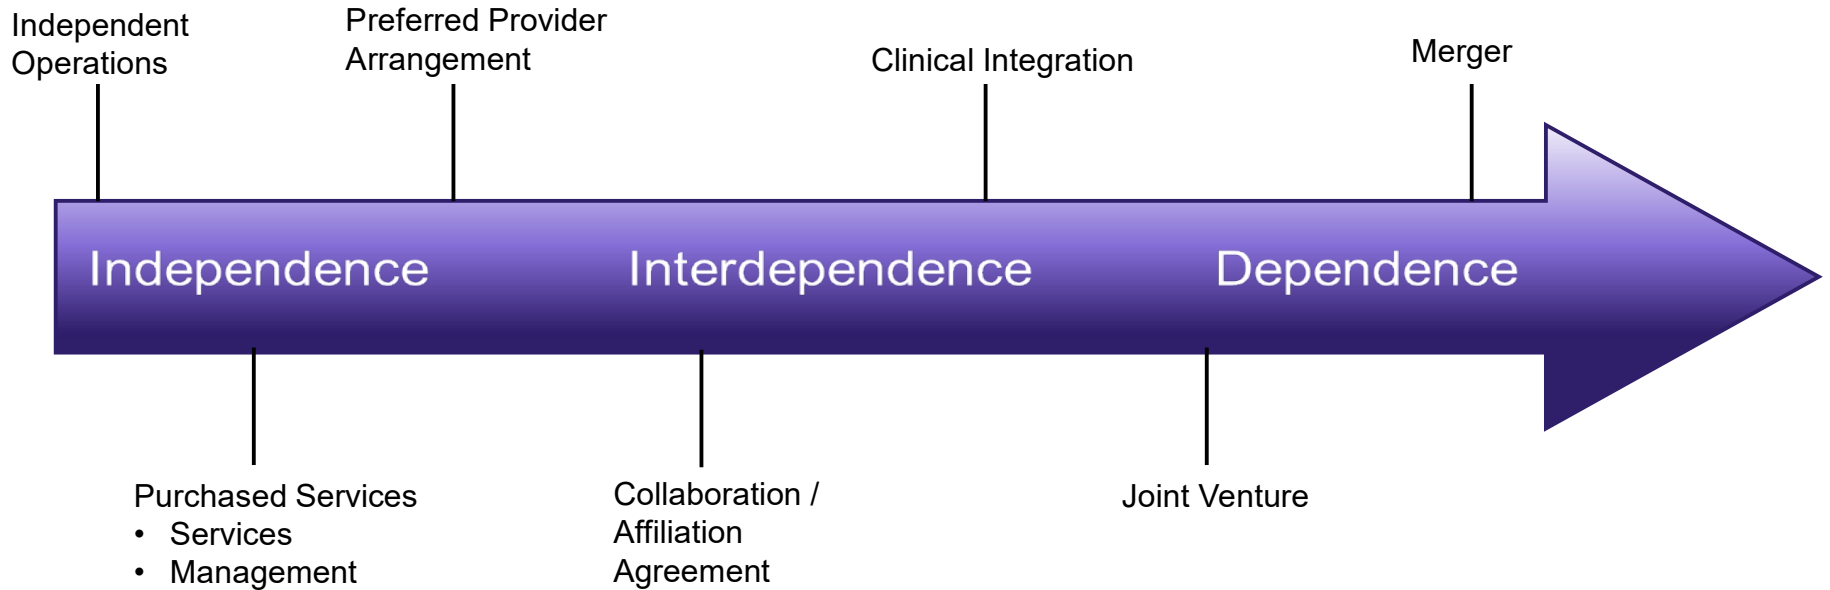 Independent
Operations
Preferred Provider
Arrangement
Clinical Integration
Merger
Independence
Interdependence
Dependence
Purchased Services
• Services
• Management
Collaboration /
Affiliation
Agreement
Joint Venture